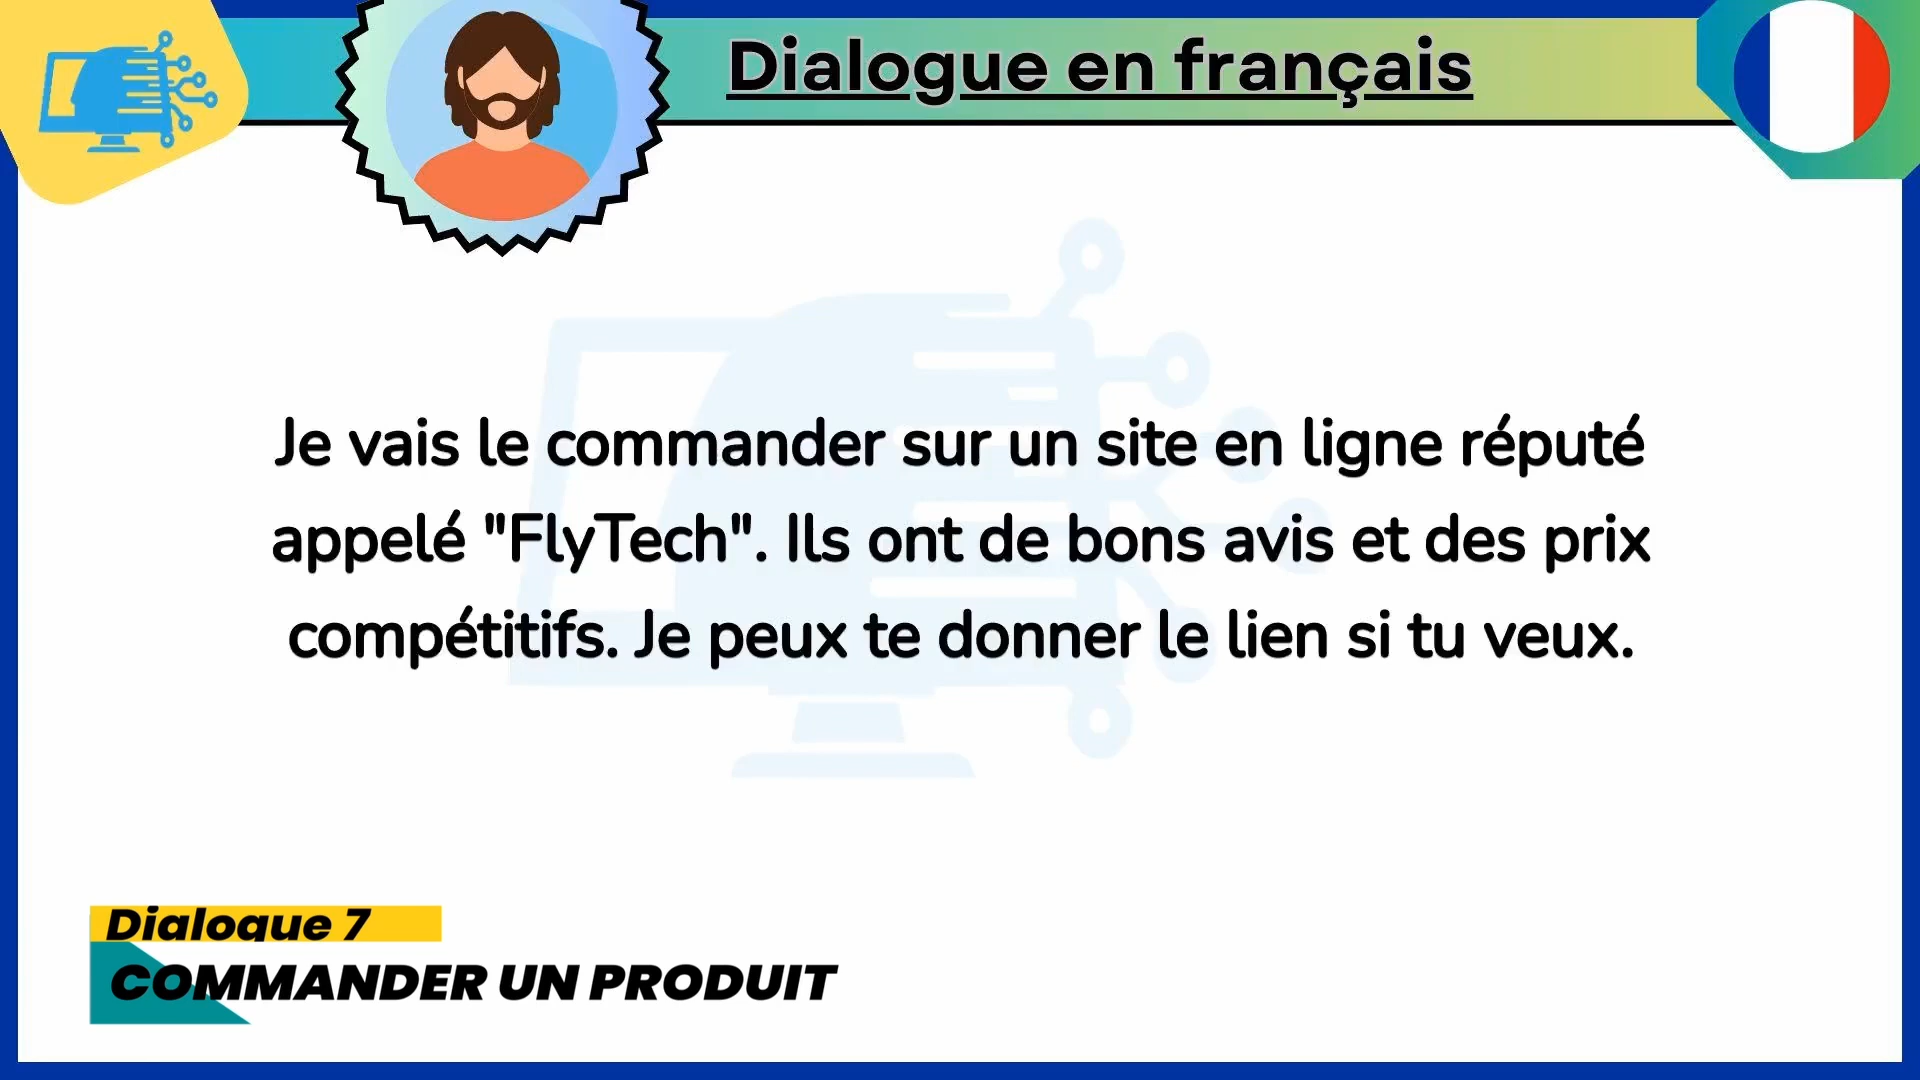 Dialogue en français
Je vais le commander sur un site en ligne réputé
appelé "FlyTech". Ils ont de bons avis et des prix
compétitifs. Je peux te donner le lien si tu veux.
Dialogue 7
COMMANDER UN PRODUIT